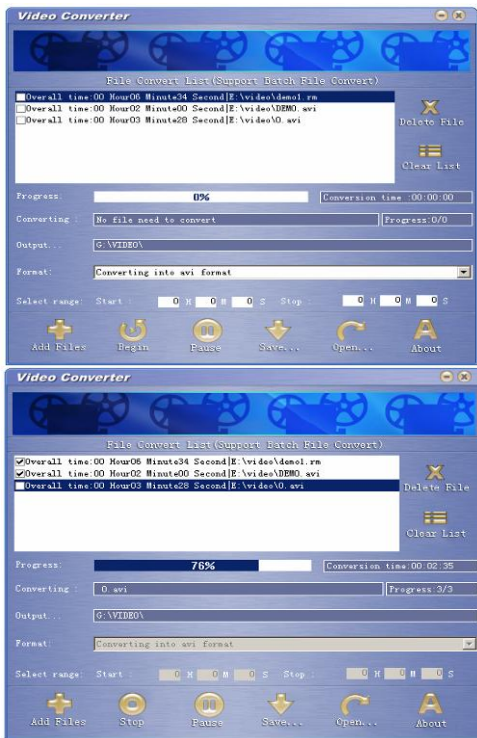 Video Converter
File Convert List(Support Batch File Convert)
Overall time:00 Hour06 Minute34 Second|E:\video\demo1.rm
Overall time:00 Hour02 Minute00 Second|E:\video\DEMO.avi
Overall time:00 Hour03 Minute28 Second|E:\video\O.avi
Delete File
Clear List
Progress: 0% Conversion time :00:00:00
Converting : No file need to convert Progress:0/0
Output... G:\VIDEO\
Format: Converting into avi format
Select range: Start : 0 H 0 M 0 S Stop : 0 H 0 M 0 S
Add Files Begin Pause Save... Open... About
Video Converter
File Convert List(Support Batch File Convert)
Overall time:00 Hour06 Minute34 Second|E:\video\demo1.rm
Overall time:00 Hour02 Minute00 Second|E:\video\DEMO.avi
Overall time:00 Hour03 Minute28 Second|E:\video\O.avi
Delete File
Clear List
Progress: 76% Conversion time:00:02:35
Converting : O.avi Progress:3/3
Output... G:\VIDEO\
Format: Converting into avi format
Select range: Start : 0 H 0 M 0 S Stop : 0 H 0 M 0 S
Add Files Stop Pause Save... Open... About